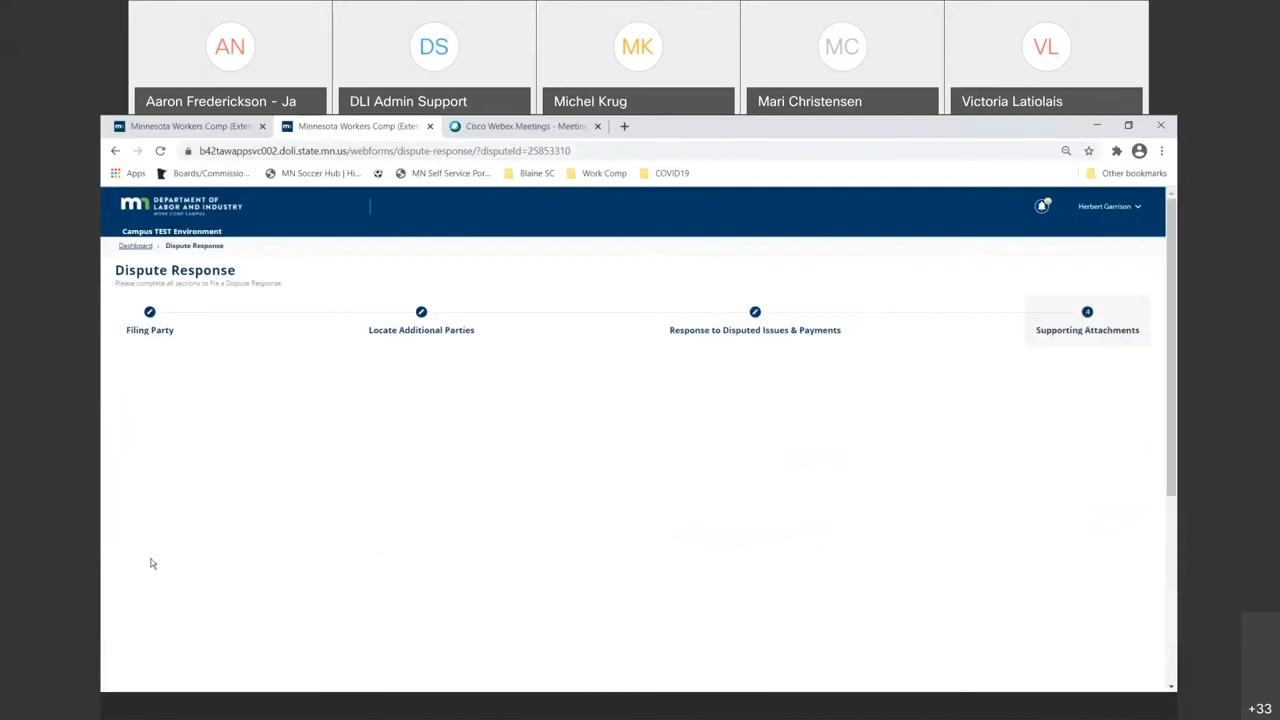 AN
DS
MK
MC
VL
Aaron Frederickson - Ja
DLI Admin Support
Michel Krug
Mari Christensen
Victoria Latiolais
Minnesota Workers Comp (Exter
Minnesota Workers Comp (Exter
Cisco Webex Meetings - Meetin
b42tawappsvc002.doli.state.mn.us/webforms/dispute-response/?disputeId=25853310
Apps
Boards/Commissio...
MN Soccer Hub | Hi...
MN Self Service Por...
Blaine SC
Work Comp
COVID19
Other bookmarks
mn DEPARTMENT OF
LABOR AND INDUSTRY
WORK COMP CAMPUS
Herbert Garrison
Campus TEST Environment
Dashboard › Dispute Response
Dispute Response
Please complete all sections to file a Dispute Response.
4
Filing Party
Locate Additional Parties
Response to Disputed Issues & Payments
Supporting Attachments
+33